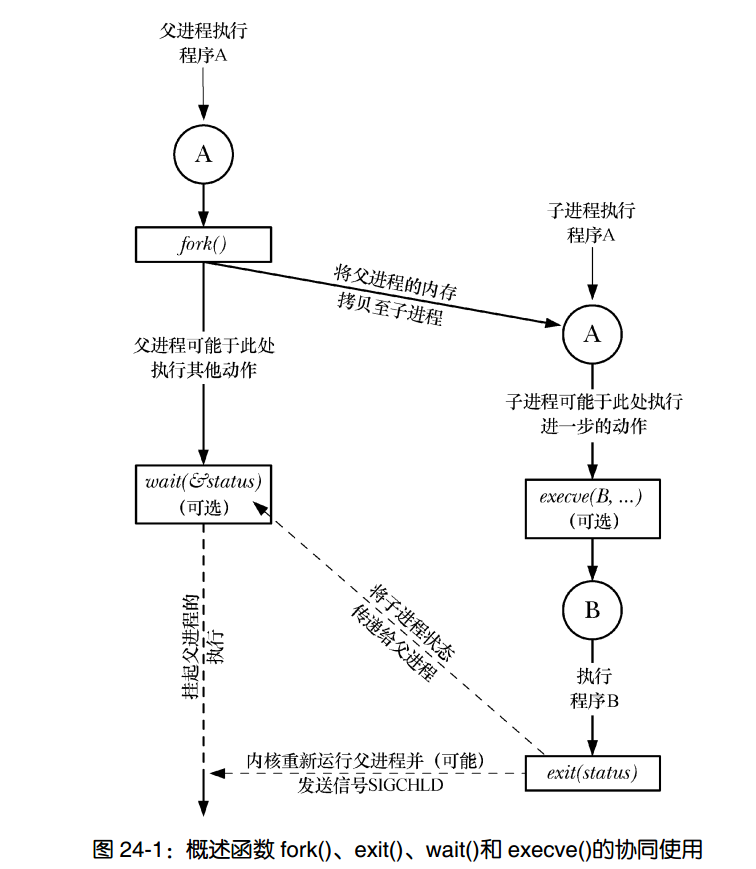 父进程执行
程序A
A
fork()
子进程执行
程序A
将父进程的内存
拷贝至子进程
A
父进程可能于此处
执行其他动作
子进程可能于此处执行
进一步的动作
wait(&status)
(可选)
execve(B, ...)
(可选)
B
将子进程状态
传递给父进程
挂起父进程的
执行
执行
程序B
内核重新运行父进程并（可能）
发送信号SIGCHLD
exit(status)
图 24-1：概述函数 fork()、exit()、wait()和 execve()的协同使用